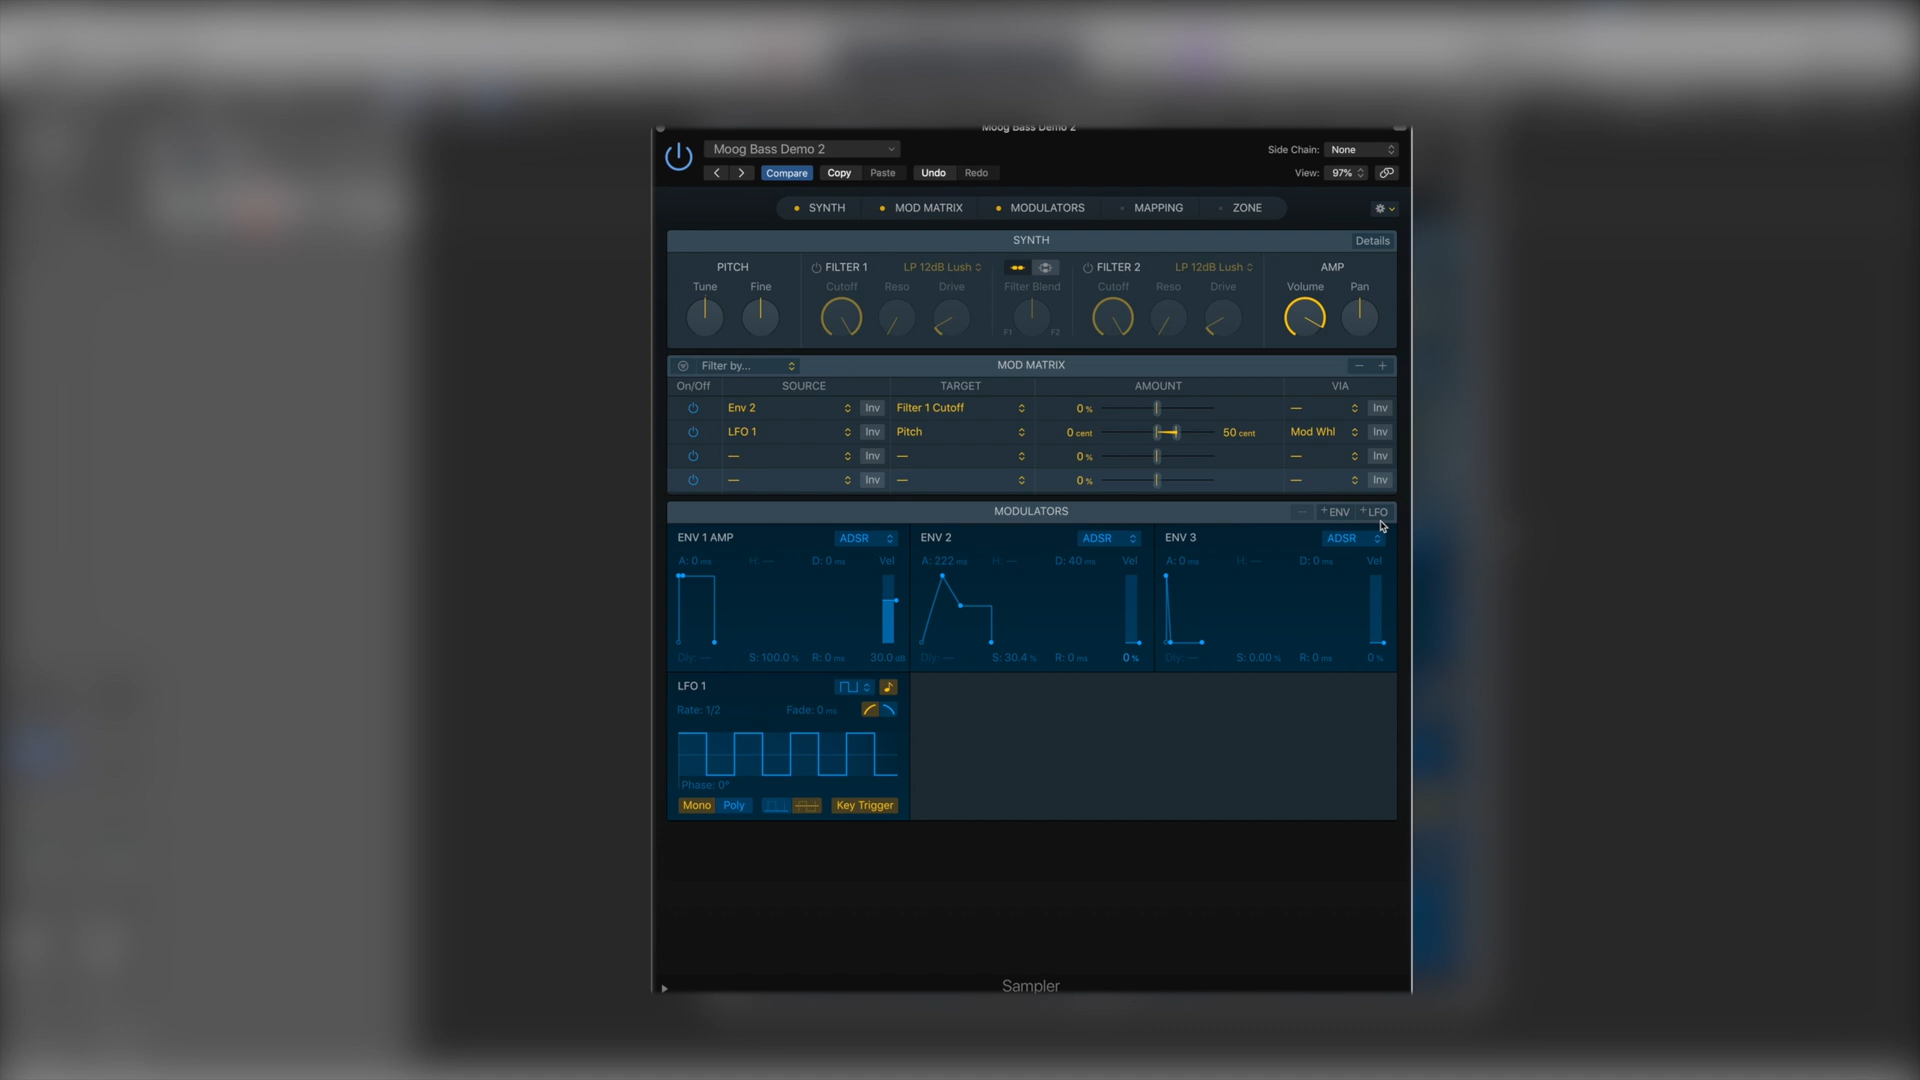 Moog Bass Demo 2
Moog Bass Demo 2
Side Chain: None
Compare Copy Paste Undo Redo
View: 97%
SYNTH MOD MATRIX MODULATORS MAPPING ZONE
SYNTH Details
PITCH FILTER 1 LP 12dB Lush FILTER 2 LP 12dB Lush AMP
Tune Fine Cutoff Reso Drive Filter Blend Cutoff Reso Drive Volume Pan
F1 F2
Filter by... MOD MATRIX
On/Off SOURCE TARGET AMOUNT VIA
Env 2 Inv Filter 1 Cutoff 0 % — Inv
LFO 1 Inv Pitch 0 cent 50 cent Mod Whl Inv
— Inv — 0 % — Inv
— Inv — 0 % — Inv
MODULATORS — +ENV +LFO
ENV 1 AMP ADSR ENV 2 ADSR ENV 3 ADSR
A: 0 ms H: — D: 0 ms Vel A: 222 ms H: — D: 40 ms Vel A: 0 ms H: — D: 0 ms Vel
Dly: — S: 100.0 % R: 0 ms 30.0 dB Dly: — S: 30.4 % R: 0 ms 0 % Dly: — S: 0.00 % R: 0 ms 0 %
LFO 1
Rate: 1/2 Fade: 0 ms
Phase: 0°
Mono Poly Key Trigger
Sampler